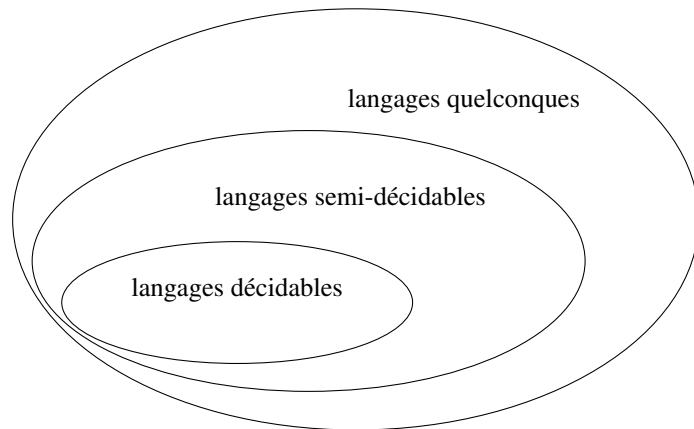 langages quelconques
langages semi-décidables
langages décidables